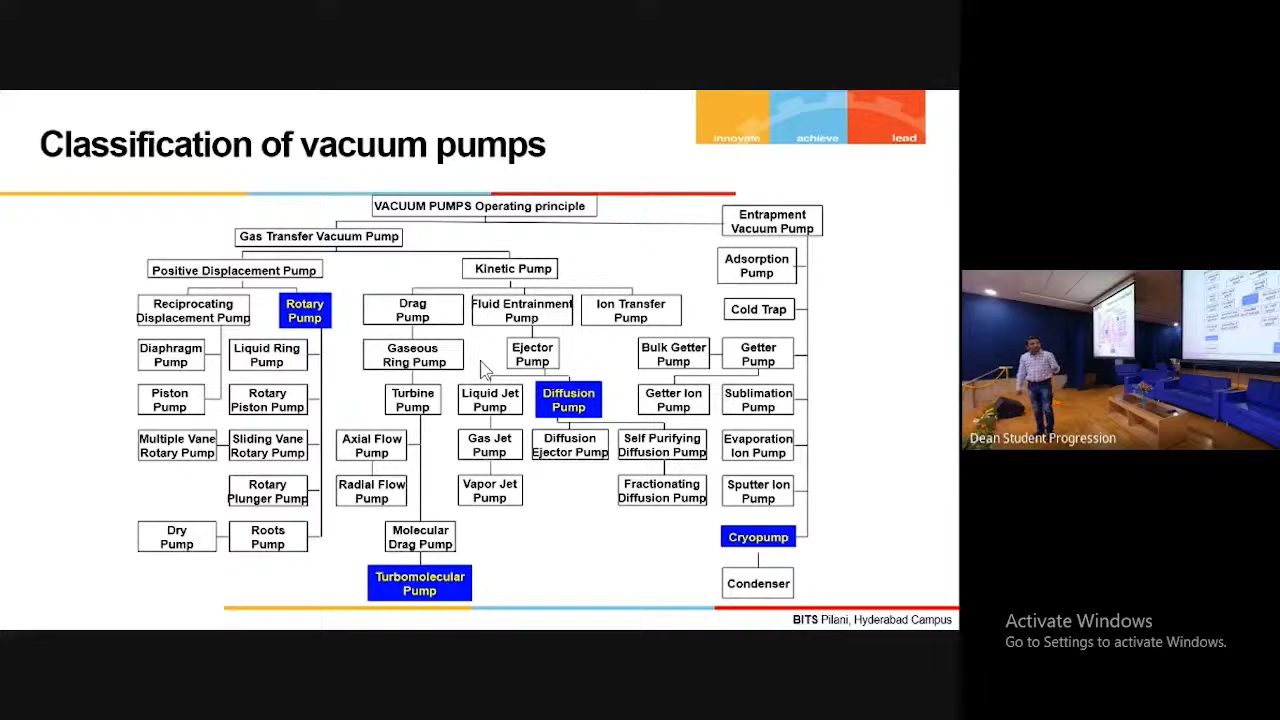 innovate achieve lead
Classification of vacuum pumps
VACUUM PUMPS Operating principle
Entrapment
Vacuum Pump
Gas Transfer Vacuum Pump
Positive Displacement Pump
Kinetic Pump
Adsorption
Pump
Reciprocating
Displacement Pump
Rotary
Pump
Drag
Pump
Fluid Entrainment
Pump
Ion Transfer
Pump
Cold Trap
Diaphragm
Pump
Liquid Ring
Pump
Gaseous
Ring Pump
Ejector
Pump
Bulk Getter
Pump
Getter
Pump
Piston
Pump
Rotary
Piston Pump
Turbine
Pump
Liquid Jet
Pump
Diffusion
Pump
Getter Ion
Pump
Sublimation
Pump
Multiple Vane
Rotary Pump
Sliding Vane
Rotary Pump
Axial Flow
Pump
Gas Jet
Pump
Diffusion
Ejector Pump
Self Purifying
Diffusion Pump
Evaporation
Ion Pump
Rotary
Plunger Pump
Radial Flow
Pump
Vapor Jet
Pump
Fractionating
Diffusion Pump
Sputter Ion
Pump
Dry
Pump
Roots
Pump
Molecular
Drag Pump
Cryopump
Turbomolecular
Pump
Condenser
BITS Pilani, Hyderabad Campus
Dean Student Progression
Activate Windows
Go to Settings to activate Windows.